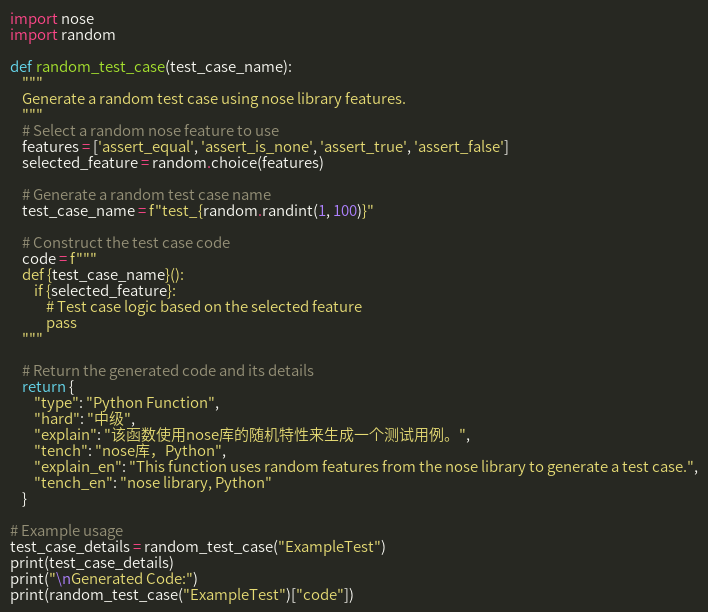 import nose
import random

def random_test_case(test_case_name):
    """
    Generate a random test case using nose library features.
    """
    # Select a random nose feature to use
    features = ['assert_equal', 'assert_is_none', 'assert_true', 'assert_false']
    selected_feature = random.choice(features)

    # Generate a random test case name
    test_case_name = f"test_{random.randint(1, 100)}"

    # Construct the test case code
    code = f"""
    def {test_case_name}():
        if {selected_feature}:
            # Test case logic based on the selected feature
            pass
    """

    # Return the generated code and its details
    return {
        "type": "Python Function",
        "hard": "中级",
        "explain": "该函数使用nose库的随机特性来生成一个测试用例。",
        "tench": "nose库，Python",
        "explain_en": "This function uses random features from the nose library to generate a test case.",
        "tench_en": "nose library, Python"
    }

# Example usage
test_case_details = random_test_case("ExampleTest")
print(test_case_details)
print("\nGenerated Code:")
print(random_test_case("ExampleTest")["code"])